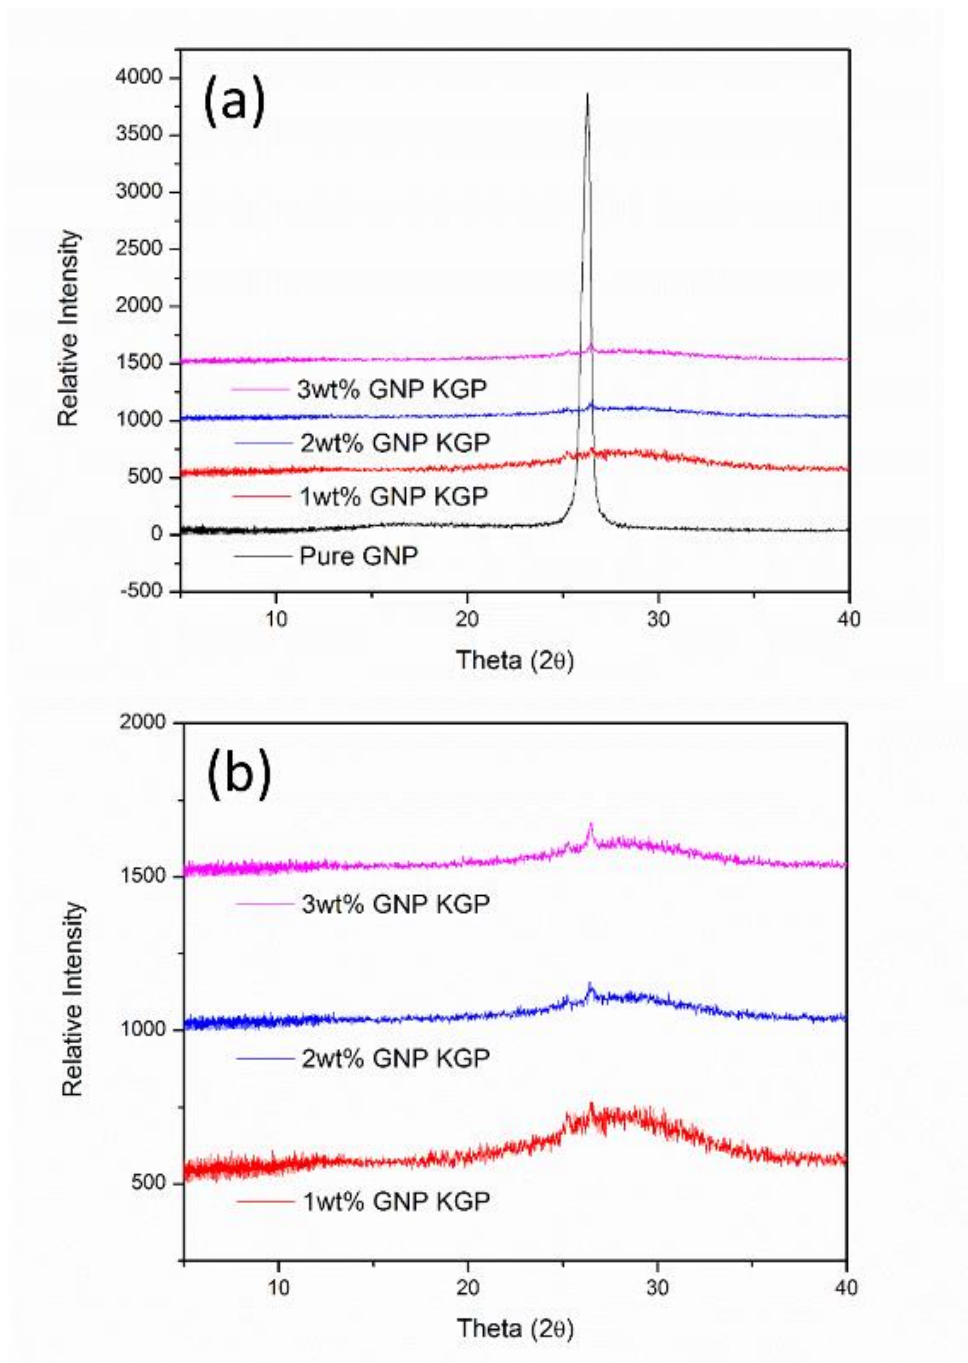 (a)
4000
3500
3000
2500
2000
1500
1000
500
0
-500
Relative Intensity
3wt% GNP KGP
2wt% GNP KGP
1wt% GNP KGP
Pure GNP
10 20 30 40
Theta (2θ)
(b)
2000
1500
1000
500
Relative Intensity
3wt% GNP KGP
2wt% GNP KGP
1wt% GNP KGP
10 20 30 40
Theta (2θ)